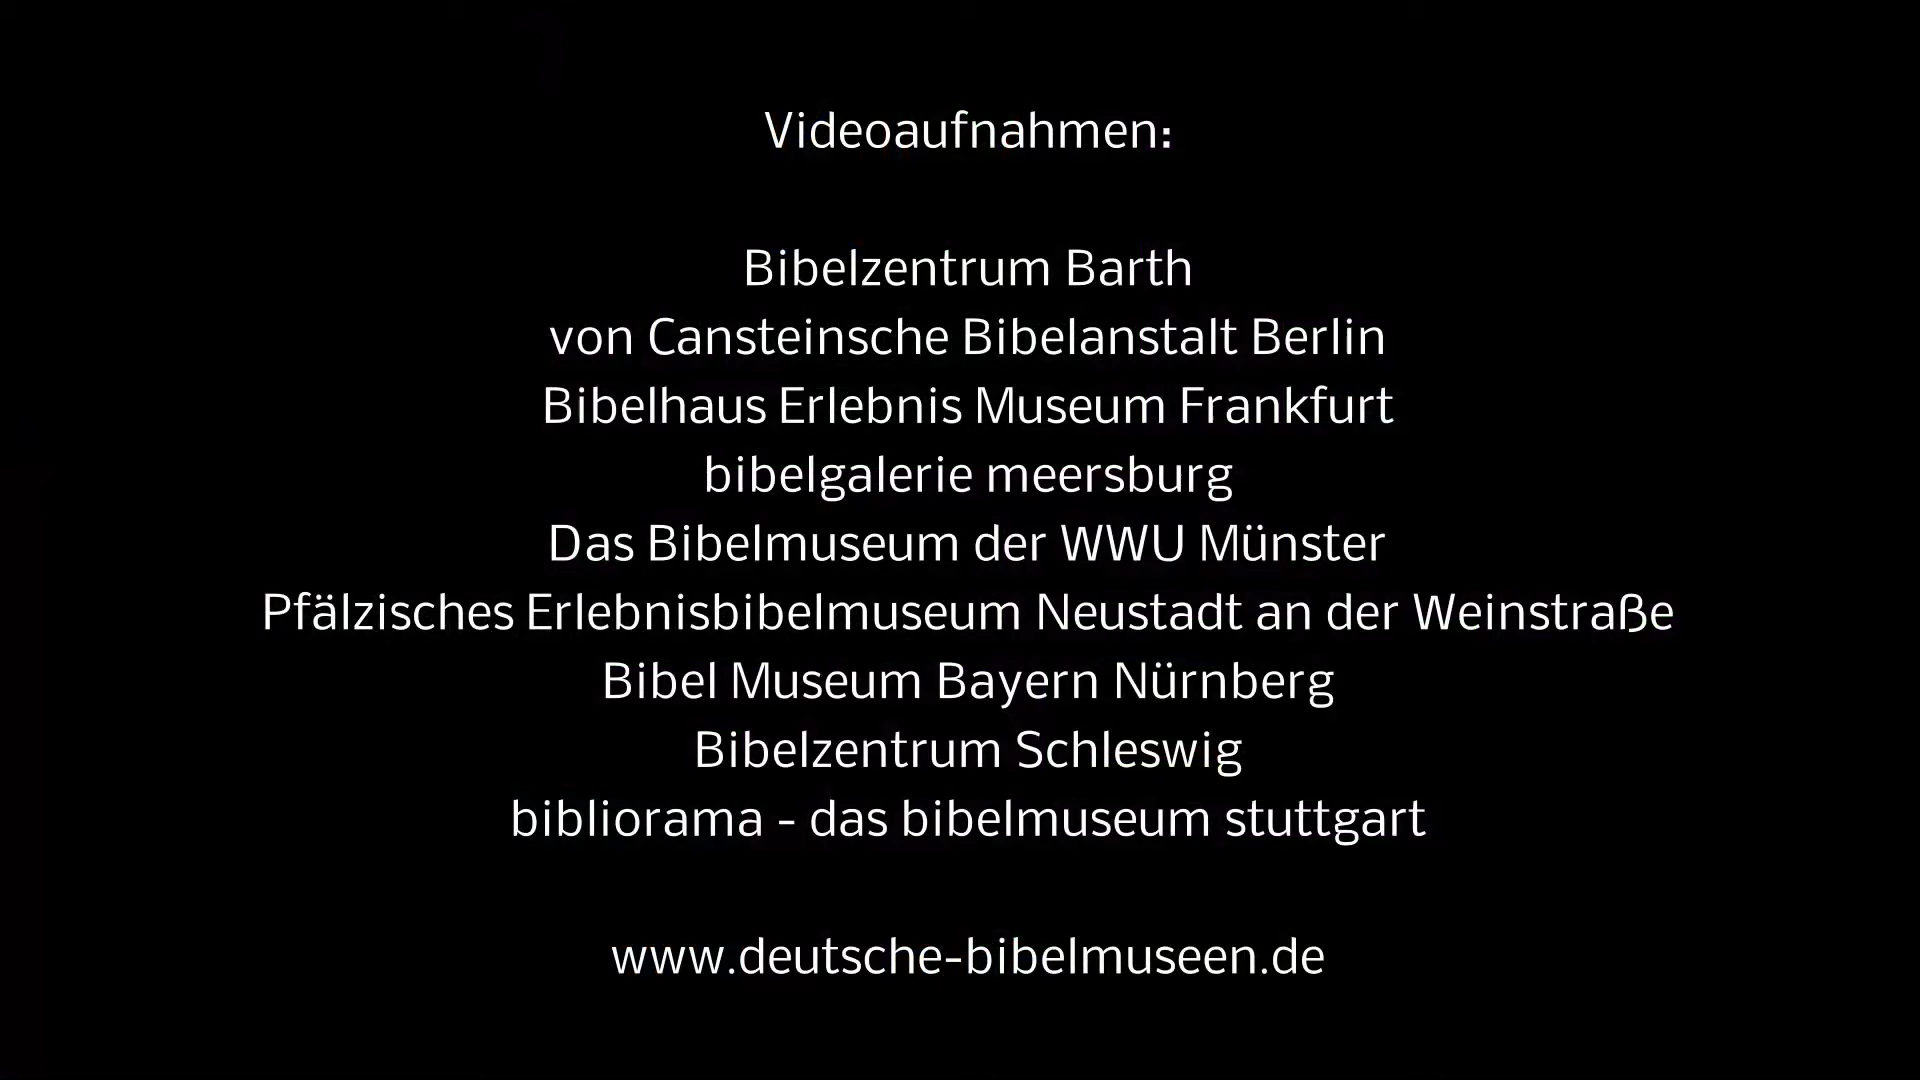 Videoaufnahmen:
Bibelzentrum Barth
von Cansteinsche Bibelanstalt Berlin
Bibelhaus Erlebnis Museum Frankfurt
bibelgalerie meersburg
Das Bibelmuseum der WWU Münster
Pfälzisches Erlebnisbibelmuseum Neustadt an der Weinstraße
Bibel Museum Bayern Nürnberg
Bibelzentrum Schleswig
bibliorama - das bibelmuseum stuttgart
www.deutsche-bibelmuseen.de